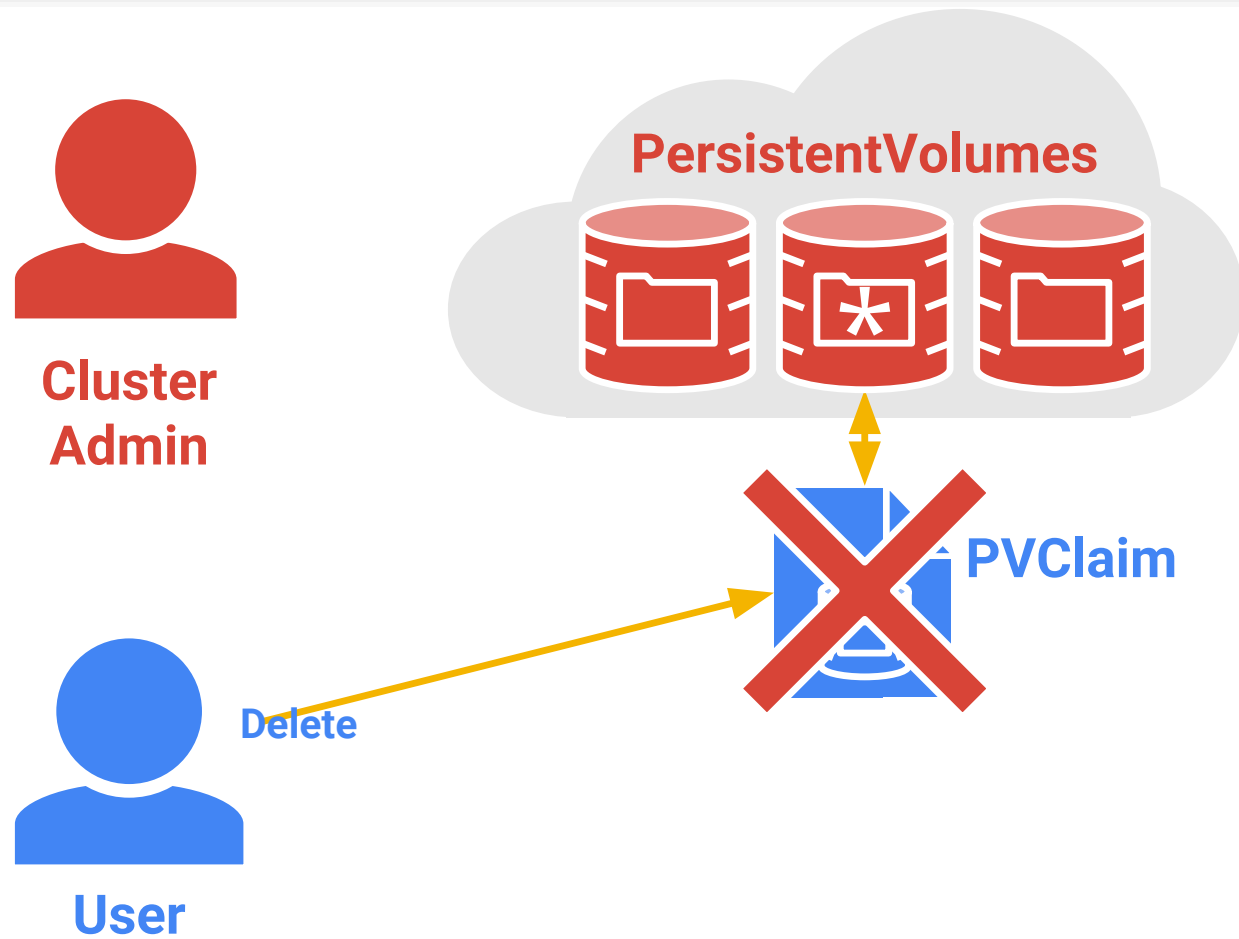 PersistentVolumes
*
Cluster
Admin
PVClaim
Delete
User